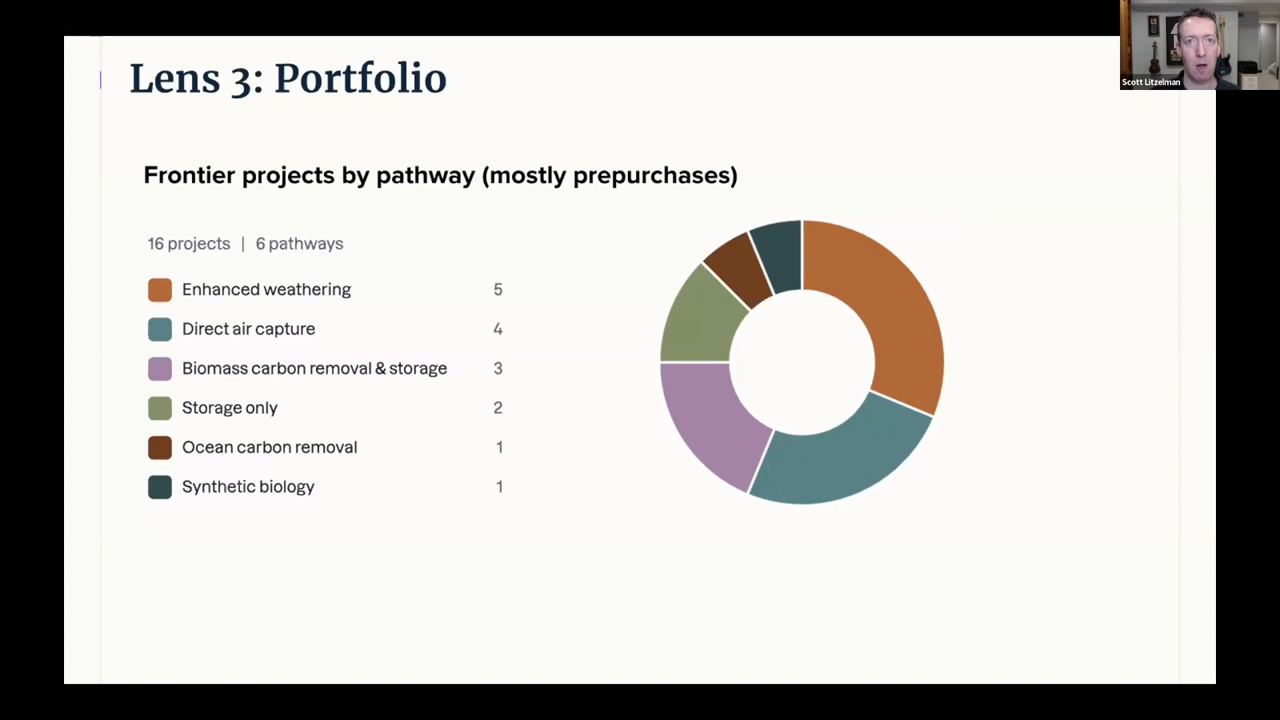 Lens 3: Portfolio
Scott Litzelman
Frontier projects by pathway (mostly prepurchases)
16 projects | 6 pathways
Enhanced weathering 5
Direct air capture 4
Biomass carbon removal & storage 3
Storage only 2
Ocean carbon removal 1
Synthetic biology 1